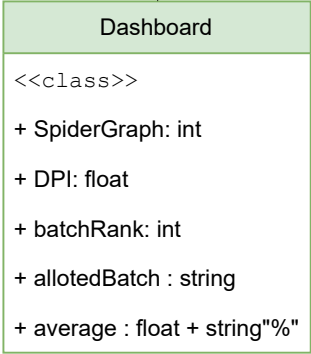 Dashboard
<<class>>
+ SpiderGraph: int
+ DPI: float
+ batchRank: int
+ allotedBatch : string
+ average : float + string"%"